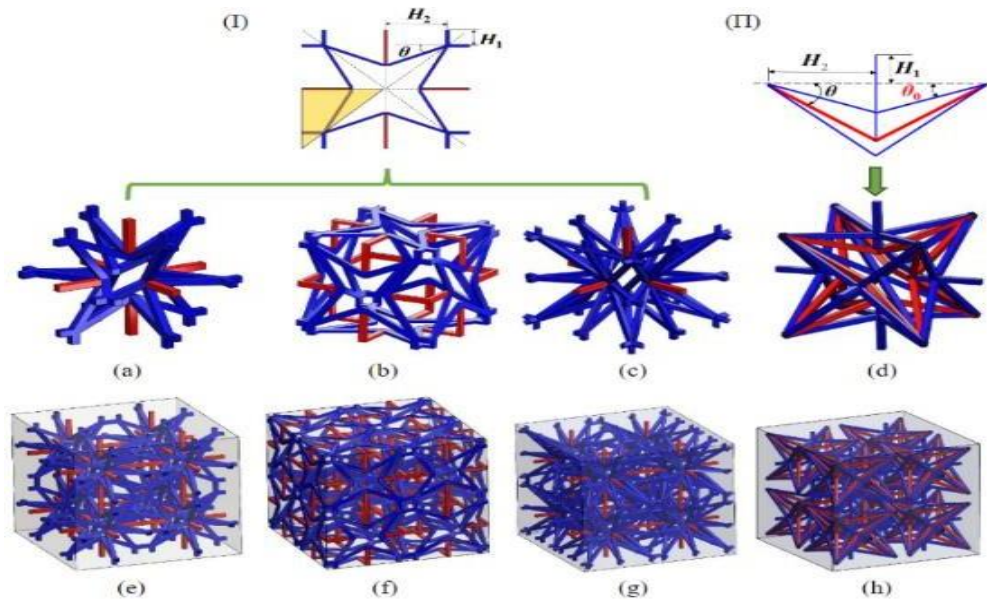 (I) (II)
H₂
H₁
θ
H₂ H₁
θ θ₀
(a) (b) (c) (d)
(e) (f) (g) (h)